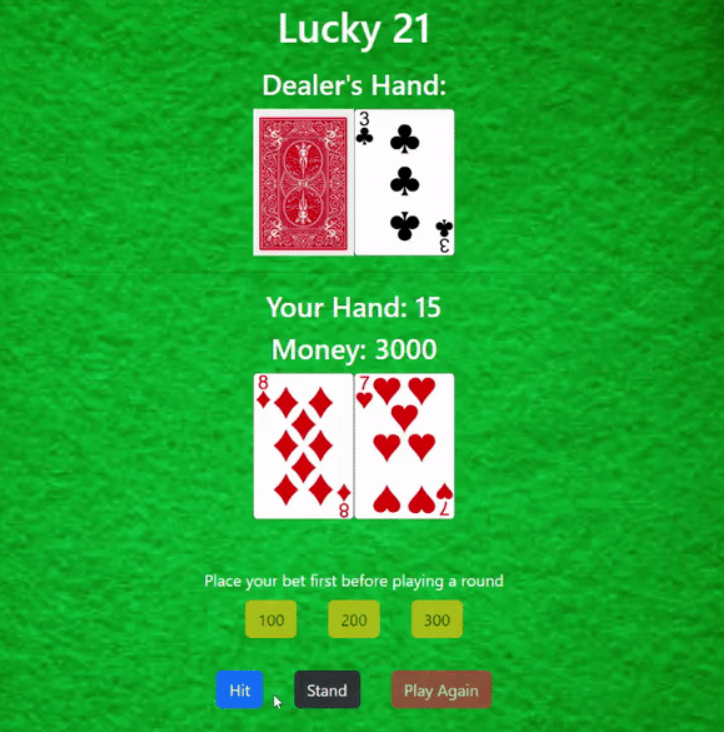 Lucky 21
Dealer's Hand:
3
3
Your Hand: 15
Money: 3000
8 7
8 7
Place your bet first before playing a round
100 200 300
Hit Stand Play Again